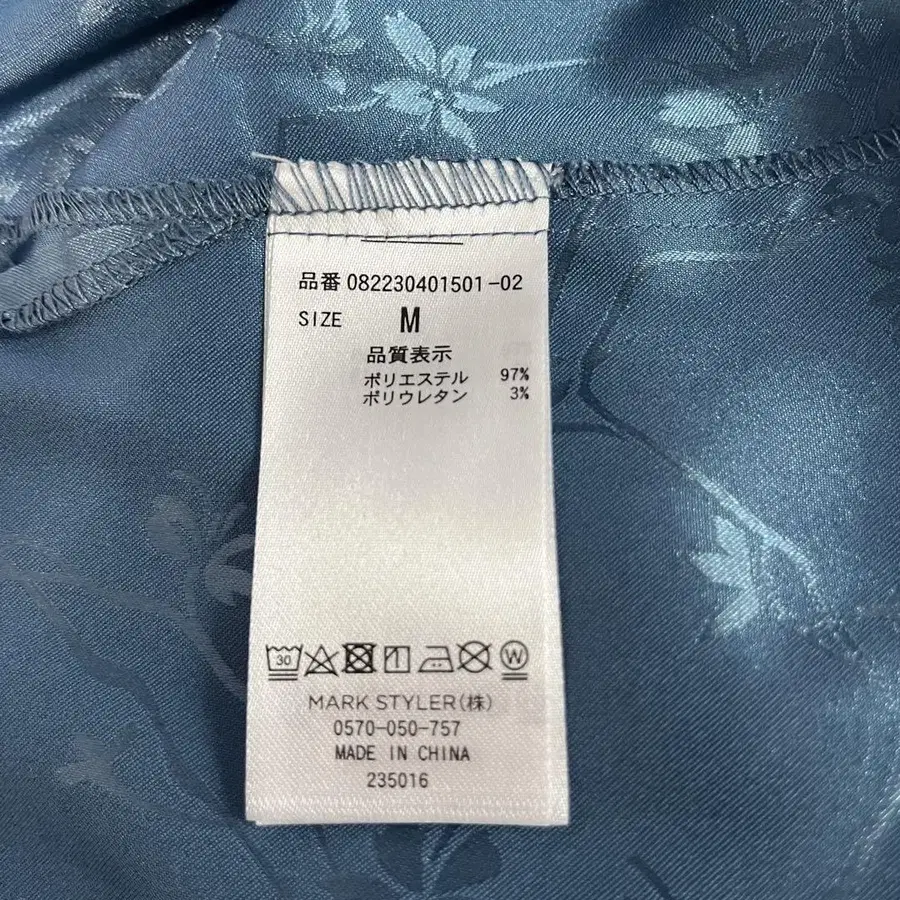 品番 082230401501-02
SIZE M
品質表示
ポリエステル 97%
ポリウレタン 3%
30 W
MARK STYLER(株)
0570-050-757
MADE IN CHINA
235016